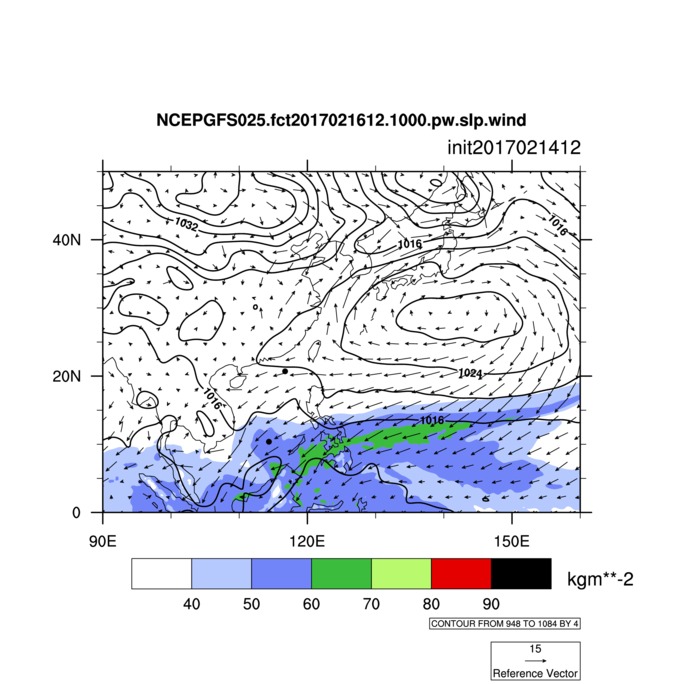 NCEPGFS025.fct2017021612.1000.pw.slp.wind
init2017021412
1032
1016
1016
40N
1024
20N
1016
1016
0
90E 120E 150E
40 50 60 70 80 90 kgm**-2
CONTOUR FROM 948 TO 1084 BY 4
15
Reference Vector